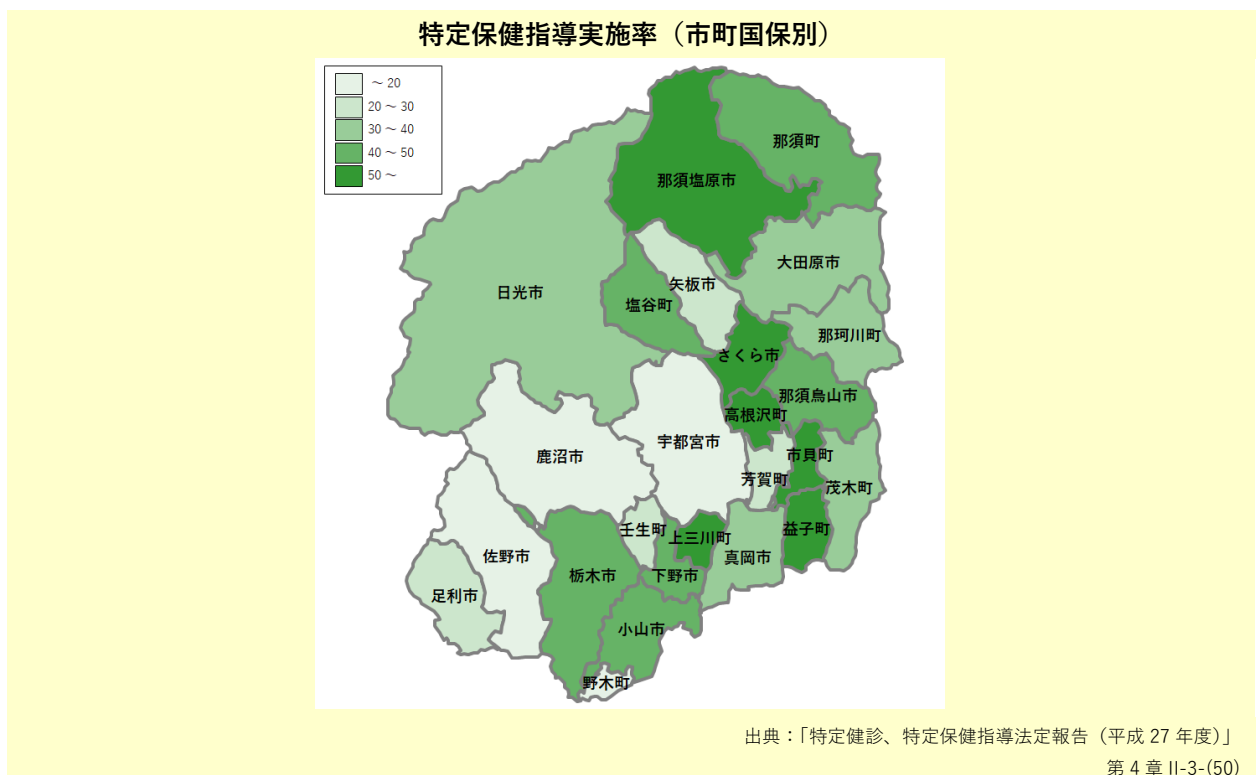 特定保健指導実施率（市町国保別）
～ 20
20 ～ 30
30 ～ 40
40 ～ 50
50 ～
那須町
那須塩原市
大田原市
矢板市
日光市
塩谷町
那珂川町
さくら市
那須烏山市
高根沢町
宇都宮市
鹿沼市
市貝町
芳賀町
茂木町
壬生町
上三川町
益子町
佐野市
真岡市
栃木市
下野市
足利市
小山市
野木町
出典：「特定健診、特定保健指導法定報告（平成 27 年度）」
第 4 章 II-3-(50)